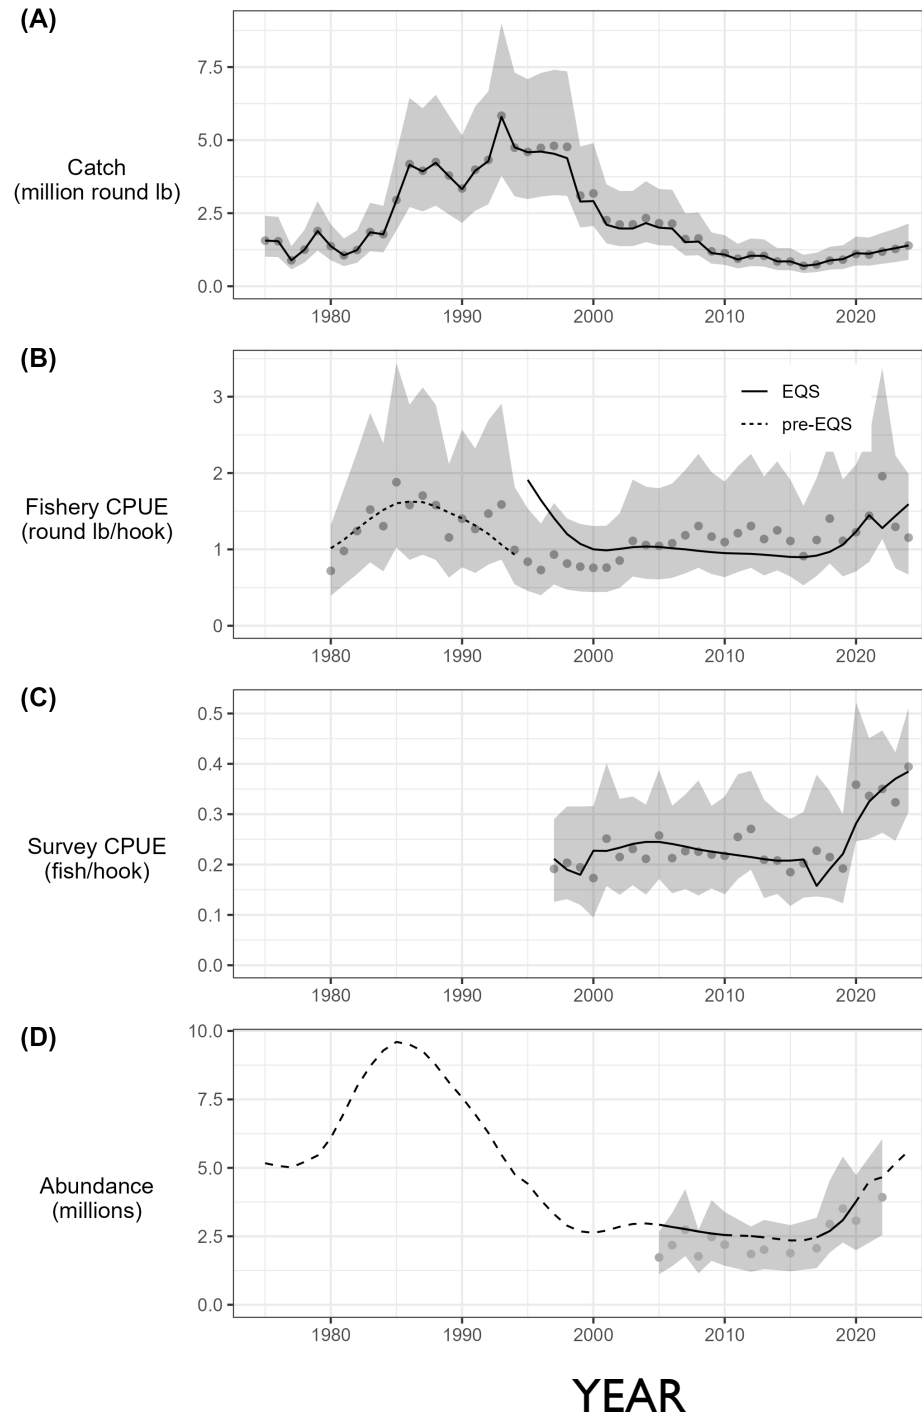 (A)
7.5
5.0
2.5
0.0
Catch
(million round lb)
1980 1990 2000 2010 2020
(B)
3
2
1
0
Fishery CPUE
(round lb/hook)
EQS
pre-EQS
1980 1990 2000 2010 2020
(C)
0.5
0.4
0.3
0.2
0.1
0.0
Survey CPUE
(fish/hook)
1980 1990 2000 2010 2020
(D)
10.0
7.5
5.0
2.5
0.0
Abundance
(millions)
1980 1990 2000 2010 2020
YEAR